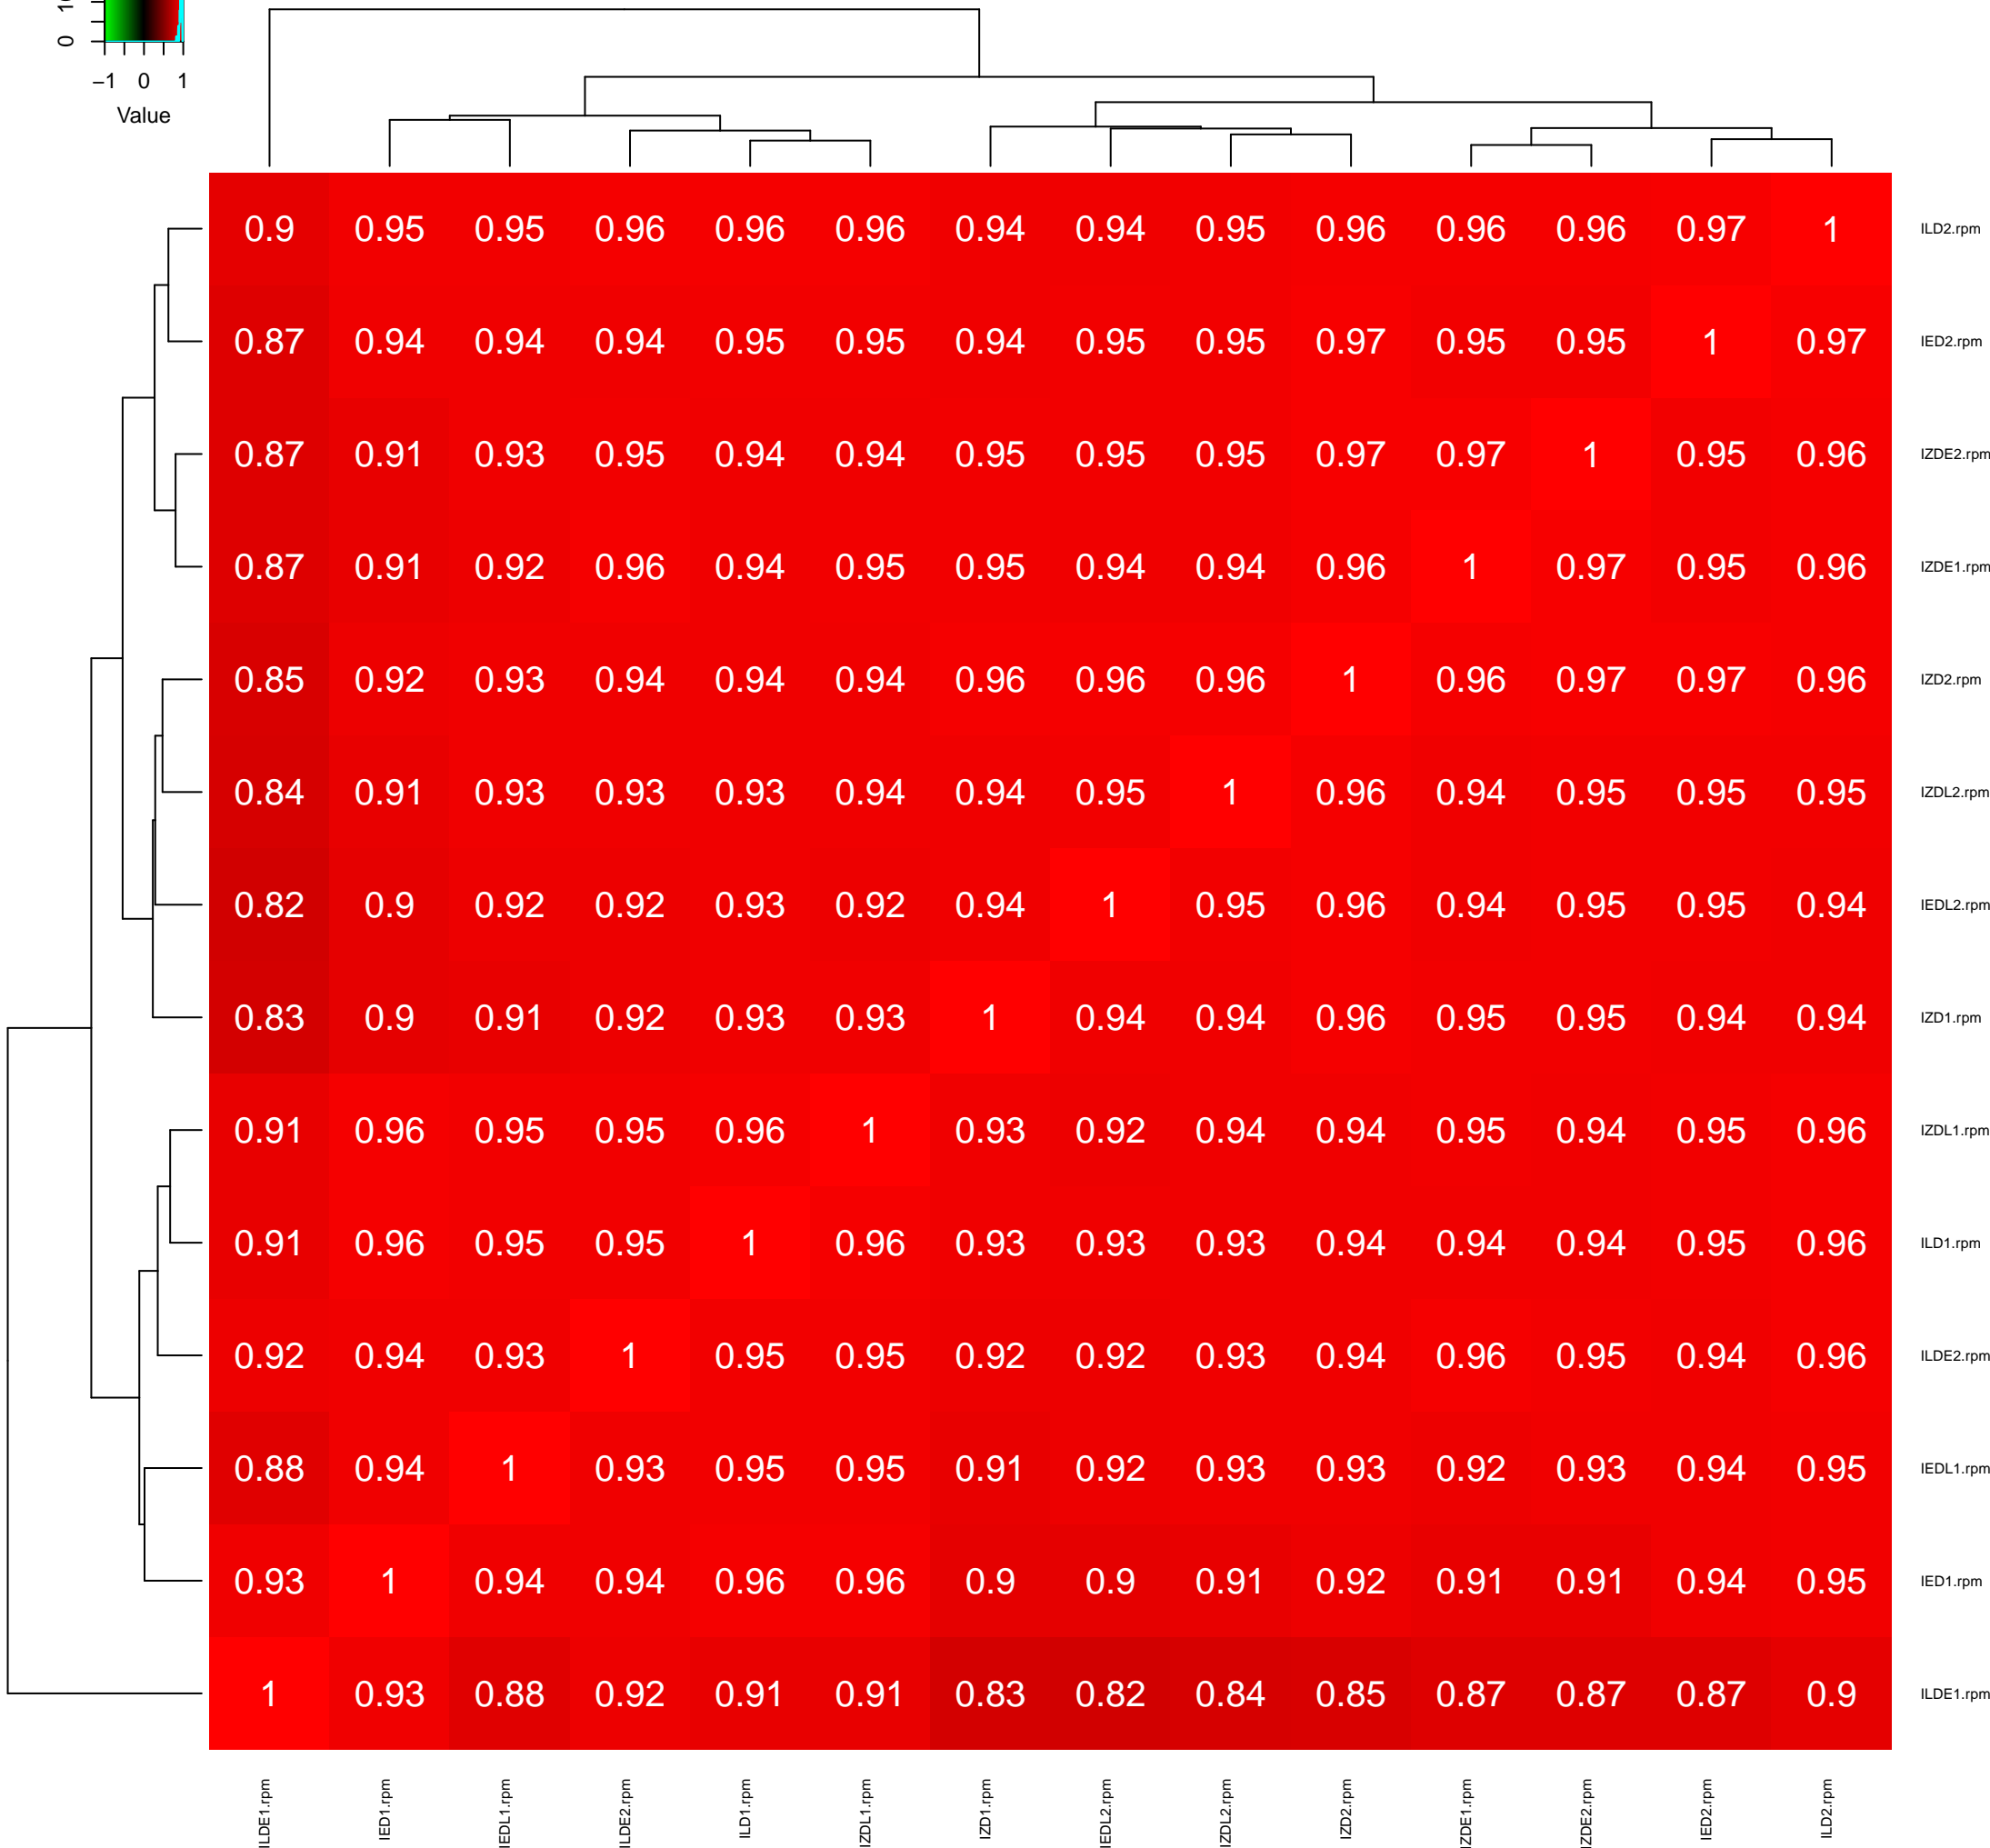 0
−1 0 1
Value
0.9 0.95 0.95 0.96 0.96 0.96 0.94 0.94 0.95 0.96 0.96 0.96 0.97 1 ILD2.rpm
0.87 0.94 0.94 0.94 0.95 0.95 0.94 0.95 0.95 0.97 0.95 0.95 1 0.97 IED2.rpm
0.87 0.91 0.93 0.95 0.94 0.94 0.95 0.95 0.95 0.97 0.97 1 0.95 0.96 IZDE2.rpm
0.87 0.91 0.92 0.96 0.94 0.95 0.95 0.94 0.94 0.96 1 0.97 0.95 0.96 IZDE1.rpm
0.85 0.92 0.93 0.94 0.94 0.94 0.96 0.96 0.96 1 0.96 0.97 0.97 0.96 IZD2.rpm
0.84 0.91 0.93 0.93 0.93 0.94 0.94 0.95 1 0.96 0.94 0.95 0.95 0.95 IZDL2.rpm
0.82 0.9 0.92 0.92 0.93 0.92 0.94 1 0.95 0.96 0.94 0.95 0.95 0.94 IEDL2.rpm
0.83 0.9 0.91 0.92 0.93 0.93 1 0.94 0.94 0.96 0.95 0.95 0.94 0.94 IZD1.rpm
0.91 0.96 0.95 0.95 0.96 1 0.93 0.92 0.94 0.94 0.95 0.94 0.95 0.96 IZDL1.rpm
0.91 0.96 0.95 0.95 1 0.96 0.93 0.93 0.93 0.94 0.94 0.94 0.95 0.96 ILD1.rpm
0.92 0.94 0.93 1 0.95 0.95 0.92 0.92 0.93 0.94 0.96 0.95 0.94 0.96 ILDE2.rpm
0.88 0.94 1 0.93 0.95 0.95 0.91 0.92 0.93 0.93 0.92 0.93 0.94 0.95 IEDL1.rpm
0.93 1 0.94 0.94 0.96 0.96 0.9 0.9 0.91 0.92 0.91 0.91 0.94 0.95 IED1.rpm
1 0.93 0.88 0.92 0.91 0.91 0.83 0.82 0.84 0.85 0.87 0.87 0.87 0.9 ILDE1.rpm
ILDE1.rpm IED1.rpm IEDL1.rpm ILDE2.rpm ILD1.rpm IZDL1.rpm IZD1.rpm IEDL2.rpm IZDL2.rpm IZD2.rpm IZDE1.rpm IZDE2.rpm IED2.rpm ILD2.rpm